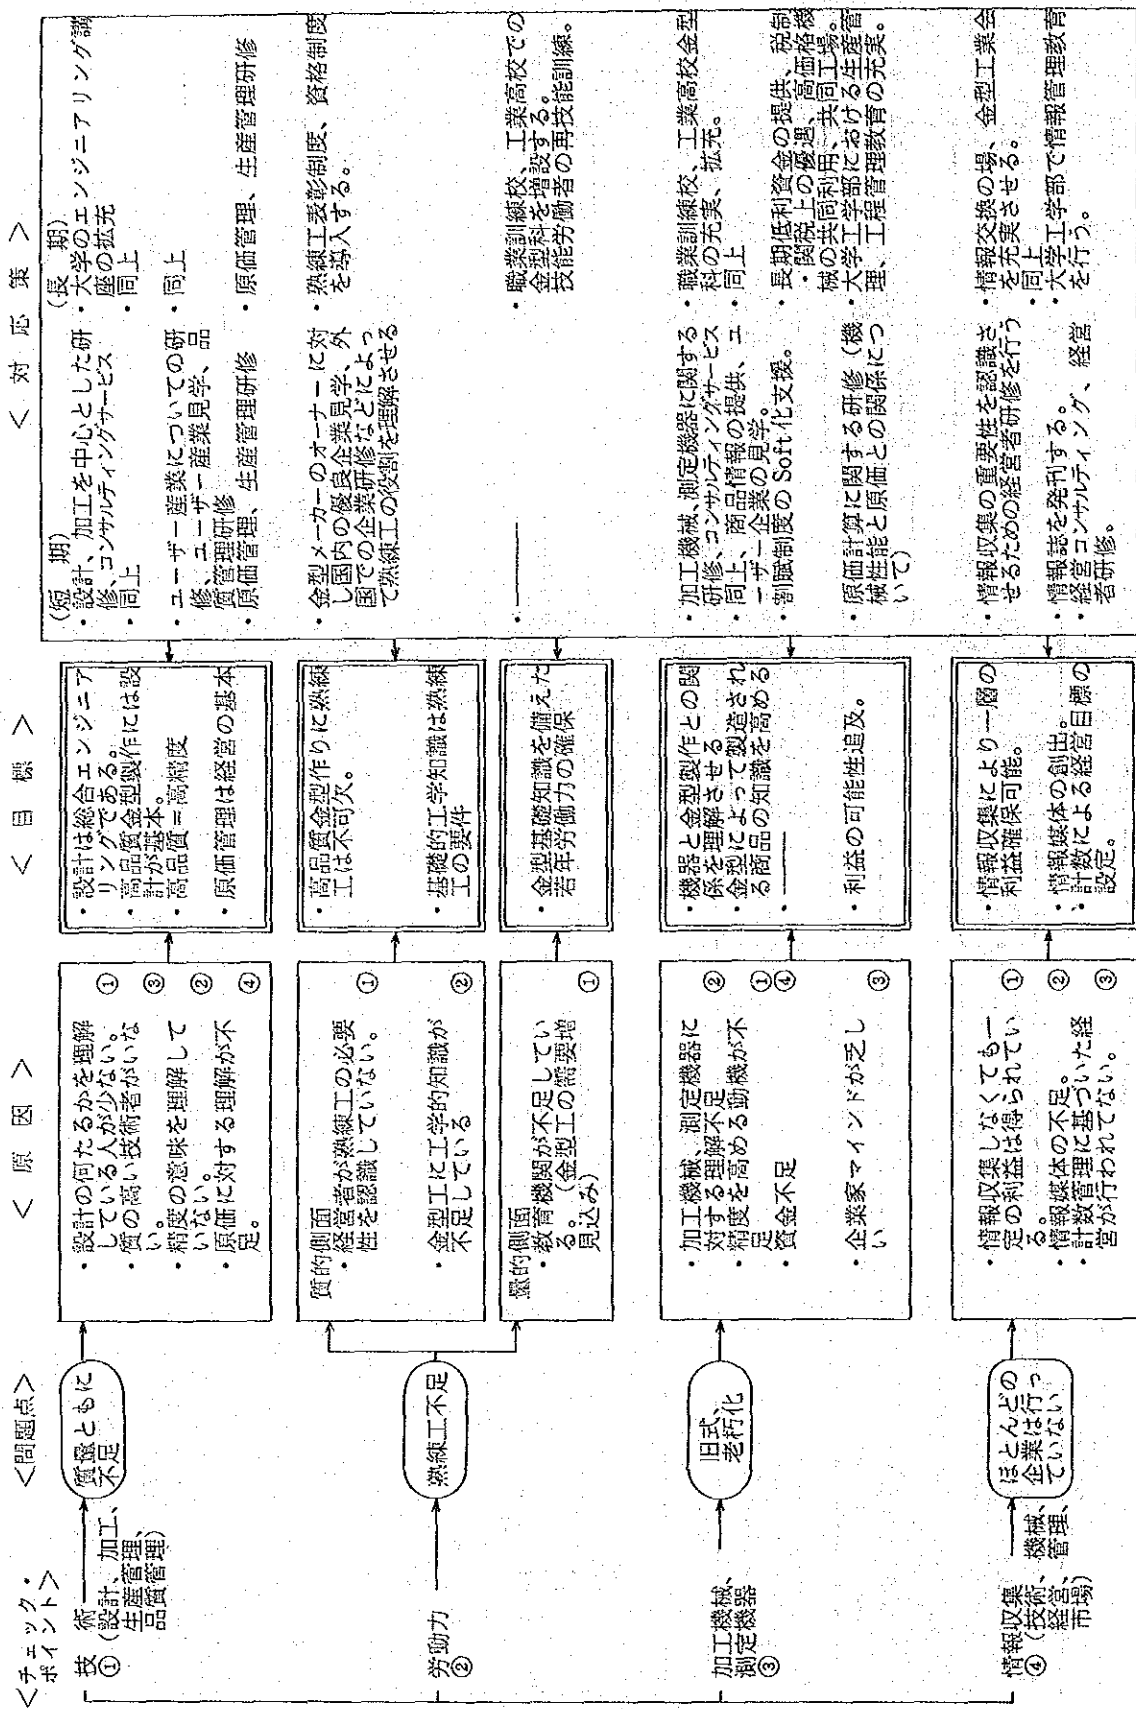 <チェック・
ポイント>
<問題点>
<原 因>
<目 標>
<対 応 策>
技 術
①(設計、加工、
生産管理、
品質管理)
質量ともに
不足
・設計の何たるかを理解
している人が少ない。 ①
・質の高い技術者がいな
い。 ③
・精度の意味を理解して
いない。 ②
・原価に対する理解が不
足。 ④
・設計は総合エンジニア
リングである。
・高品質金型製作には設
計が基本。
・高品質=高精度
・原価管理は経営の基本
(短 期)
・設計、加工を中心とした研
修、コンサルティングサービス
・同上
・ユーザー産業についての研
修、ユーザー産業見学、品
質管理研修
・原価管理、生産管理研修
(長 期)
・大学のエンジニアリング講
座の拡充
・同上
・同上
・原価管理、生産管理研修
労働力
②
熟練工不足
質的側面
・経営者が熟練工の必要
性を認識していない。 ①
・金型工に工学的知識が
不足している ②
・高品質金型作りに熟練
工は不可欠。
・基礎的工学知識は熟練
工の要件
・金型メーカーのオーナーに対
し国内の優良企業見学、外
国での企業研修などによっ
て熟練工の役割を理解させる
・熟練工表彰制度、資格制度
を導入する。
量的側面
・教育機関が不足してい
る。(金型工の需要増
見込み) ①
・金型基礎知識を備えた
若年労働力の確保
・————
・職業訓練校、工業高校での
金型科を増設する。
技能労働者の再技能訓練。
加工機械、
測定機器
③
旧式、
老朽化
・加工機械、測定機器に
対する理解不足 ②
・精度を高める動機が不
足 ①
・資金不足 ④
・企業家マインドが乏し
い ③
・機器と金型製作との関
係を理解させる
・金型によって製造され
る商品の知識を高める
・————
・利益の可能性追及。
・加工機械、測定機器に関する
研修、コンサルティングサービス
・同上、商品情報の提供、ユ
ーザー企業の見学。
・割賦制度のSoft化支援。
・原価計算に関する研修(機
械性能と原価との関係につ
いて)
・職業訓練校、工業高校金型
科の充実、拡充。
・同上
・長期低利資金の提供、税制
・関税上の優遇、高価格機
械の共同利用、共同工場。
・大学工学部における生産管
理、工程管理教育の充実。
情報収集
④(技術、機械、
経営、管理、
市場)
ほとんどの
企業は行っ
ていない
・情報収集しなくても一
定の利益は得られてい
る。 ①
・情報媒体の不足。 ②
・計数管理に基づいた経
営が行われてない。 ③
・情報収集により一層の
利益確保可能。
・情報媒体の創出。
・計数による経営目標の
設定。
・情報収集の重要性を認識さ
せるための経営者研修を行う
・情報誌を発刊する。
・経営コンサルティング、経営
者研修。
・情報交換の場、金型工業会
を充実させる。
・同上
・大学工学部で情報管理教育
を行う。